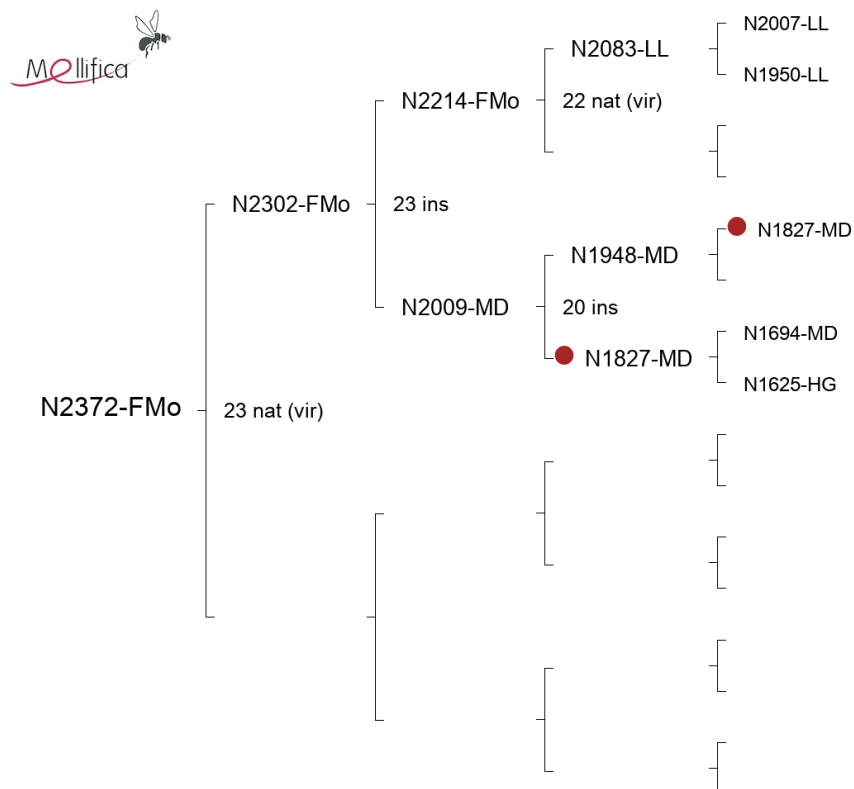 Mellifica
N2007-LL
N2083-LL
N1950-LL
N2214-FMo
22 nat (vir)
N2302-FMo
23 ins
N1827-MD
N1948-MD
N2009-MD
20 ins
N1694-MD
N1827-MD
N1625-HG
N2372-FMo
23 nat (vir)